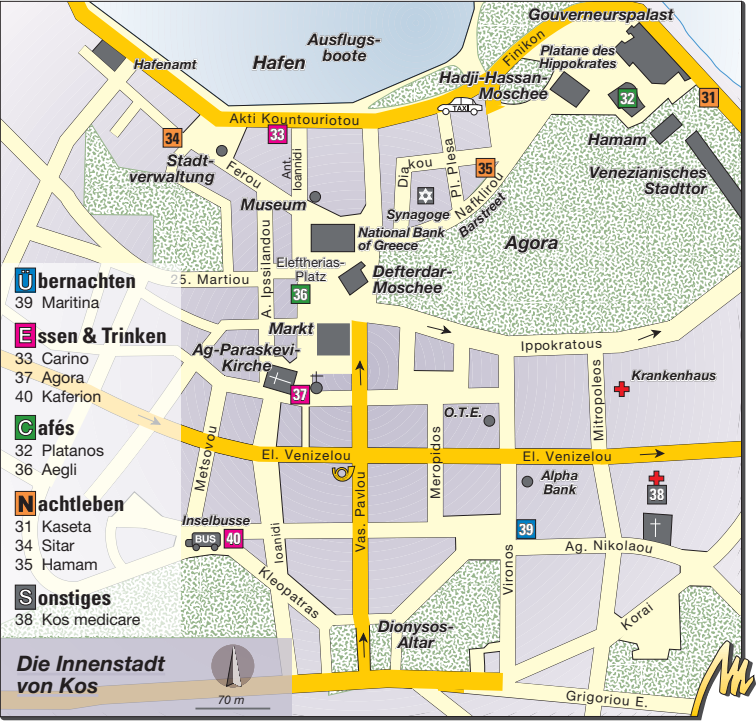 Gouverneurspalast
Ausflugs-
boote
Hafen
Hafenamt
Finikon
Platane des
Hippokrates
Hadji-Hassan-
Moschee
TAXI
32
31
Akti Kountouriotou
33
34
Stadt-
verwaltung
Ferou
Ant.
Ioannidi
Diakou
Pl. Plesa
35
Nafklirou
Barstreet
Hamam
Venezianisches
Stadttor
Museum
Synagoge
National Bank
of Greece
Agora
A. Ipssilandou
Eleftherias-
Platz
Defterdar-
Moschee
25. Martiou
36
Markt
Ag-Paraskevi-
Kirche
37
Ippokratous
Mitropoleos
Krankenhaus
O.T.E.
Meropidos
Metsovou
El. Venizelou
El. Venizelou
Vas. Pavlou
Alpha
Bank
38
39
Inselbusse
BUS
40
Ioanidi
Kleopatras
Vironos
Ag. Nikolaou
Korai
Dionysos-
Altar
Grigoriou E.
Übernachten
39 Maritina
Essen & Trinken
33 Carino
37 Agora
40 Kaferion
Cafés
32 Platanos
36 Aegli
Nachtleben
31 Kaseta
34 Sitar
35 Hamam
Sonstiges
38 Kos medicare
Die Innenstadt
von Kos
70 m